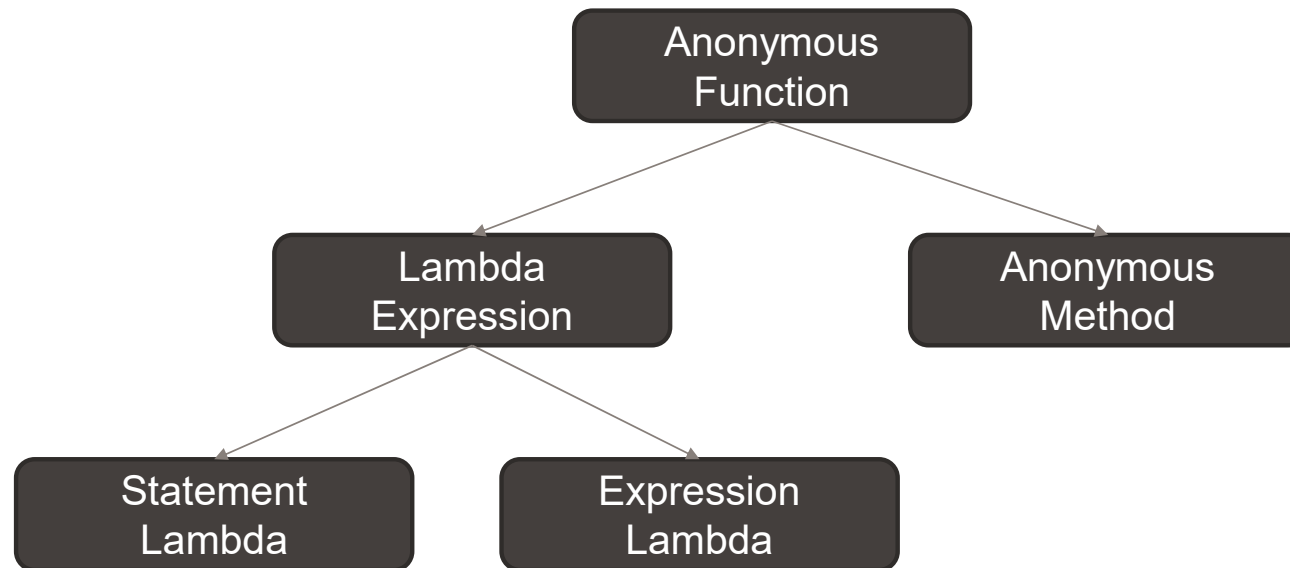 Anonymous
Function
Lambda
Expression
Anonymous
Method
Statement
Lambda
Expression
Lambda